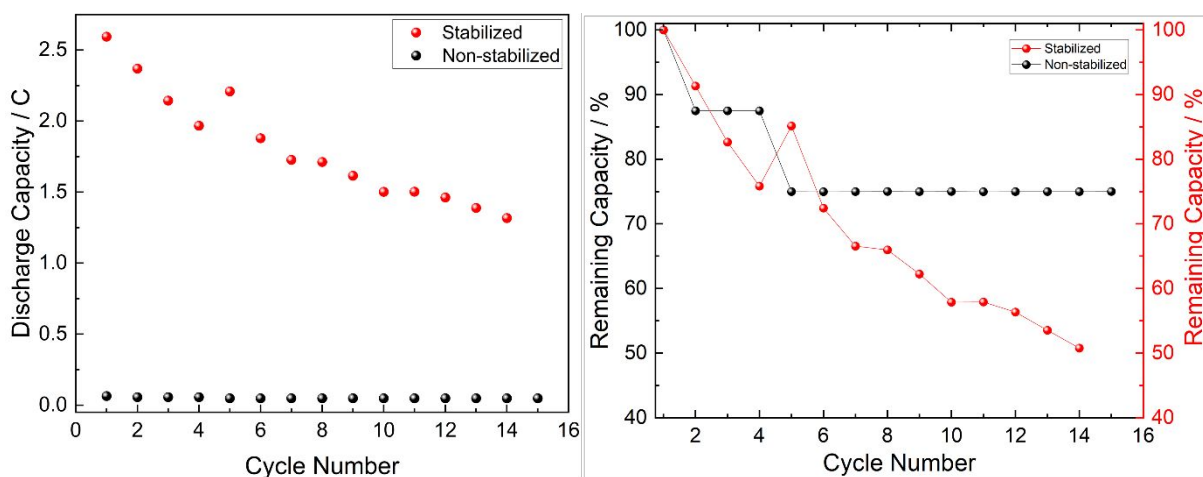 Stabilized
Non-stabilized
2.5
2.0
1.5
1.0
0.5
0.0
Discharge Capacity / C
0 2 4 6 8 10 12 14 16
Cycle Number
Stabilized
Non-stabilized
100
90
80
70
60
50
40
Remaining Capacity / %
2 4 6 8 10 12 14 16
Cycle Number
100
90
80
70
60
50
40
Remaining Capacity / %